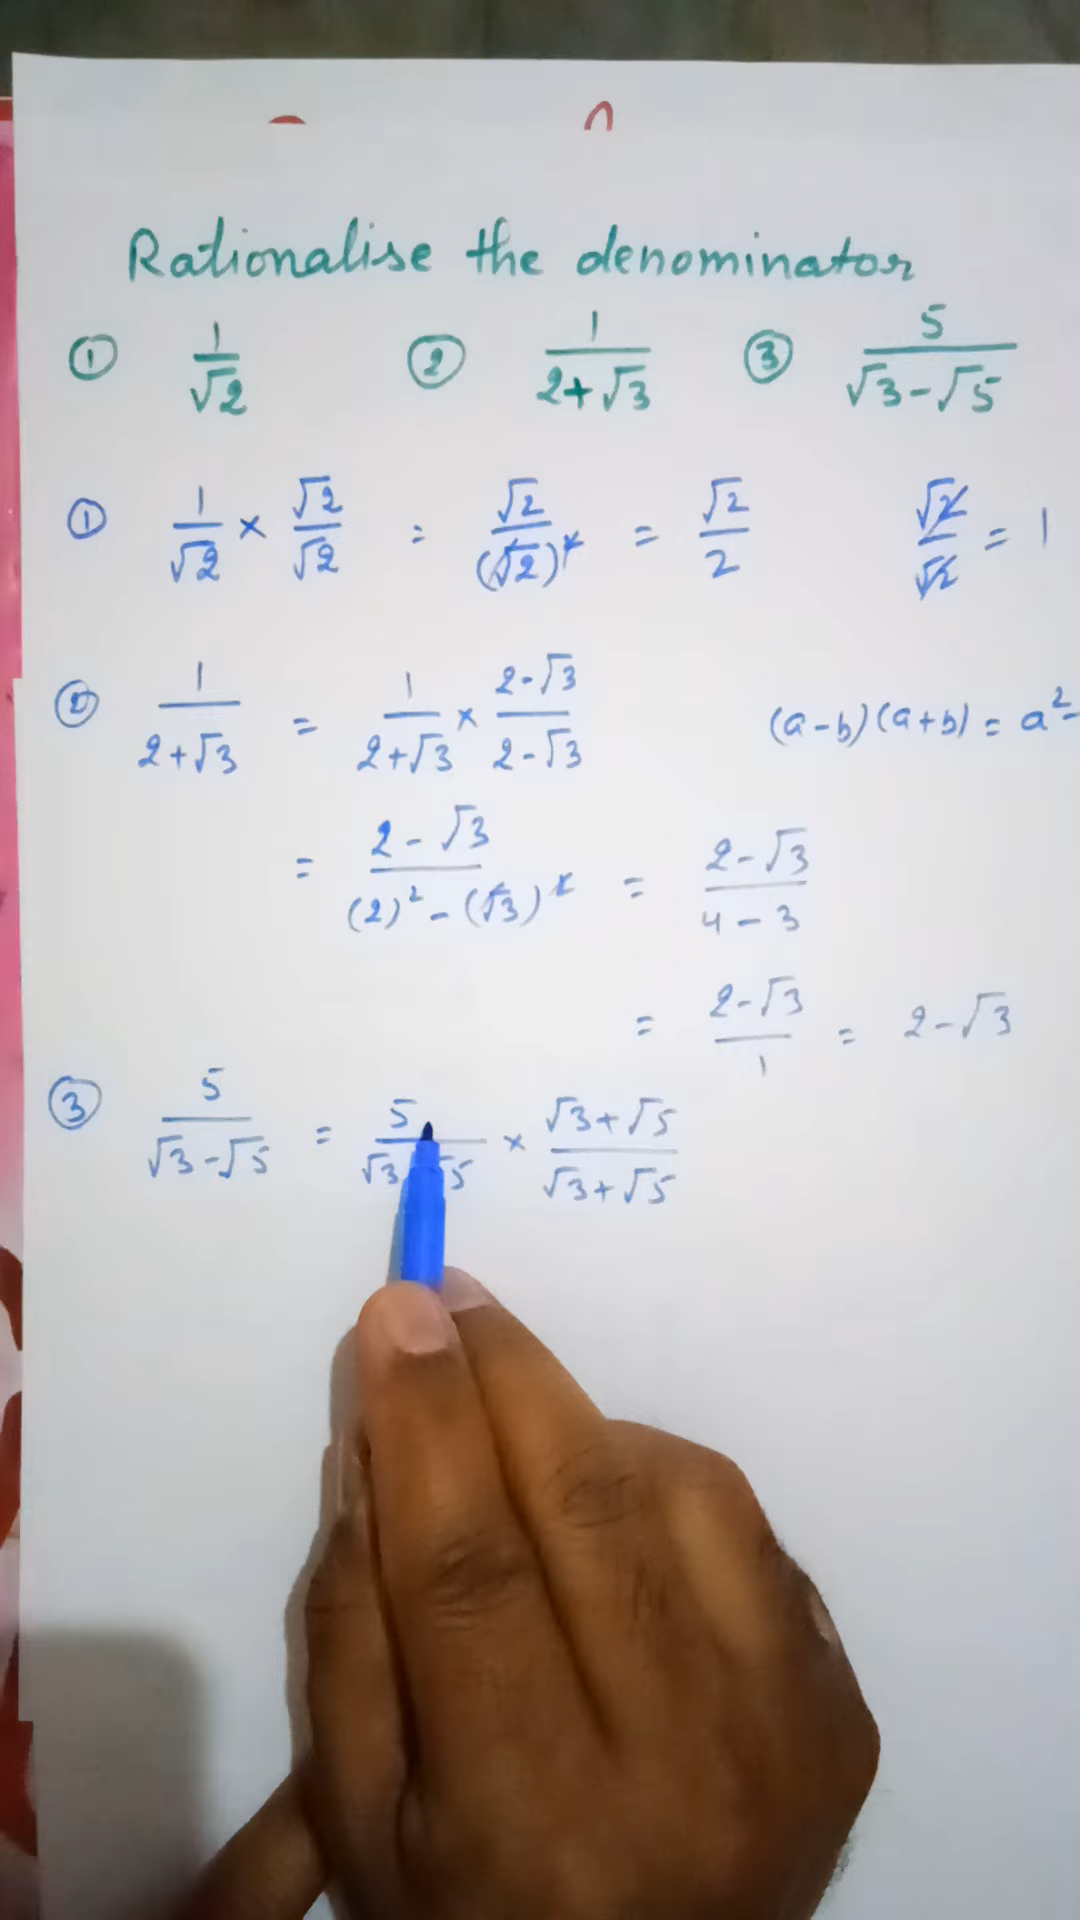 Rationalise the denominator
① 1/√2 ② 1/(2+√3) ③ 5/(√3-√5)
① 1/√2 × √2/√2 = √2/(√2)² = √2/2 √2/√2 = 1
② 1/(2+√3) = 1/(2+√3) × (2-√3)/(2-√3) (a-b)(a+b) = a²-
= (2-√3)/((2)²-(√3)²) = (2-√3)/(4-3)
= (2-√3)/1 = 2-√3
③ 5/(√3-√5) = 5/(√3 √5) × (√3+√5)/(√3+√5)